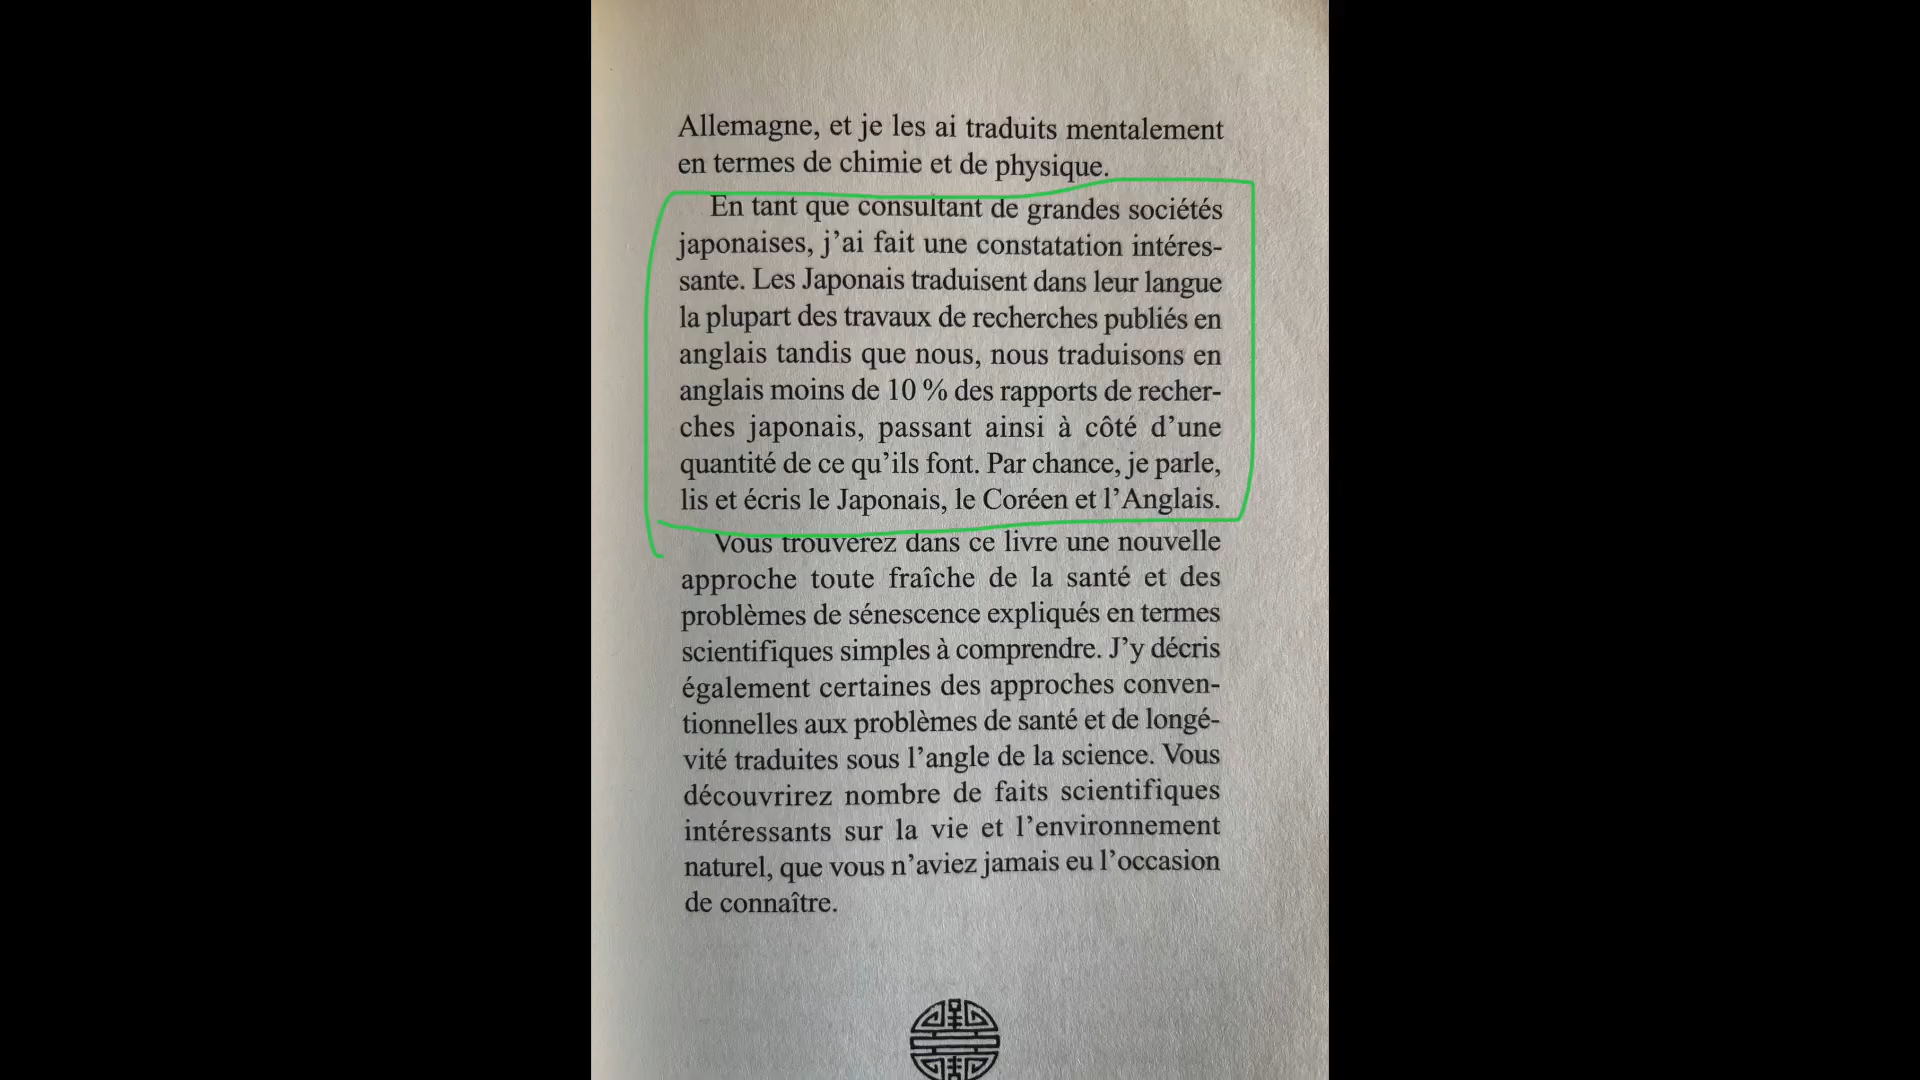 Allemagne, et je les ai traduits mentalement
en termes de chimie et de physique.
En tant que consultant de grandes sociétés
japonaises, j’ai fait une constatation intéres-
sante. Les Japonais traduisent dans leur langue
la plupart des travaux de recherches publiés en
anglais tandis que nous, nous traduisons en
anglais moins de 10 % des rapports de recher-
ches japonais, passant ainsi à côté d’une
quantité de ce qu’ils font. Par chance, je parle,
lis et écris le Japonais, le Coréen et l’Anglais.
Vous trouverez dans ce livre une nouvelle
approche toute fraîche de la santé et des
problèmes de sénescence expliqués en termes
scientifiques simples à comprendre. J’y décris
également certaines des approches conven-
tionnelles aux problèmes de santé et de longé-
vité traduites sous l’angle de la science. Vous
découvrirez nombre de faits scientifiques
intéressants sur la vie et l’environnement
naturel, que vous n’aviez jamais eu l’occasion
de connaître.